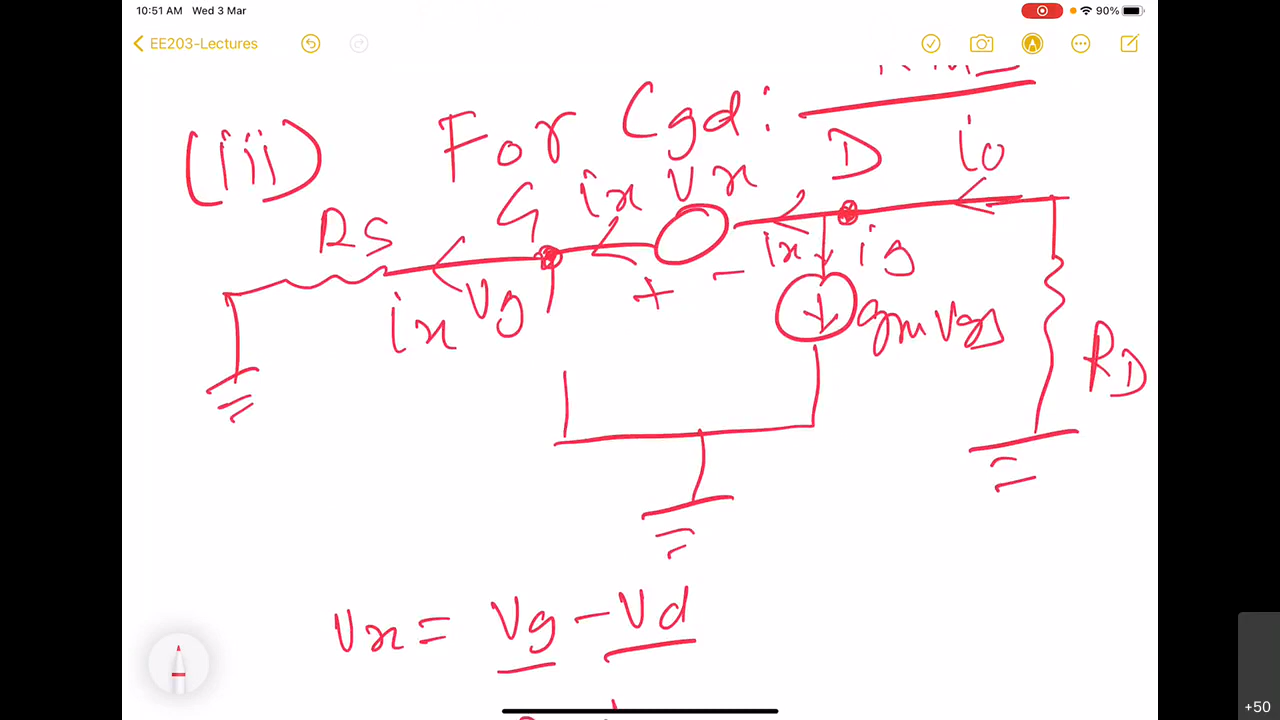 10:51 AM Wed 3 Mar
90%
EE203-Lectures
(iii) For Cgd:
D io
G ix Vx
RS
ix ig
ix Vg + -
gmvgs
RD
Vx = Vg - Vd
+50